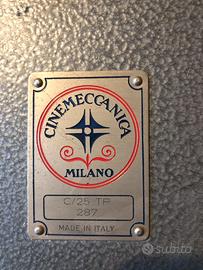 CINEMECCANICA
MILANO
C/25 TP
287
MADE IN ITALY
subito